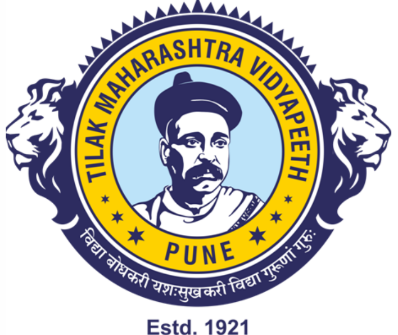 TILAK MAHARASHTRA VIDYAPEETH
PUNE
विद्या बोधकरी यशःसुखकरी विद्या गुरूणां गुरुः
Estd. 1921